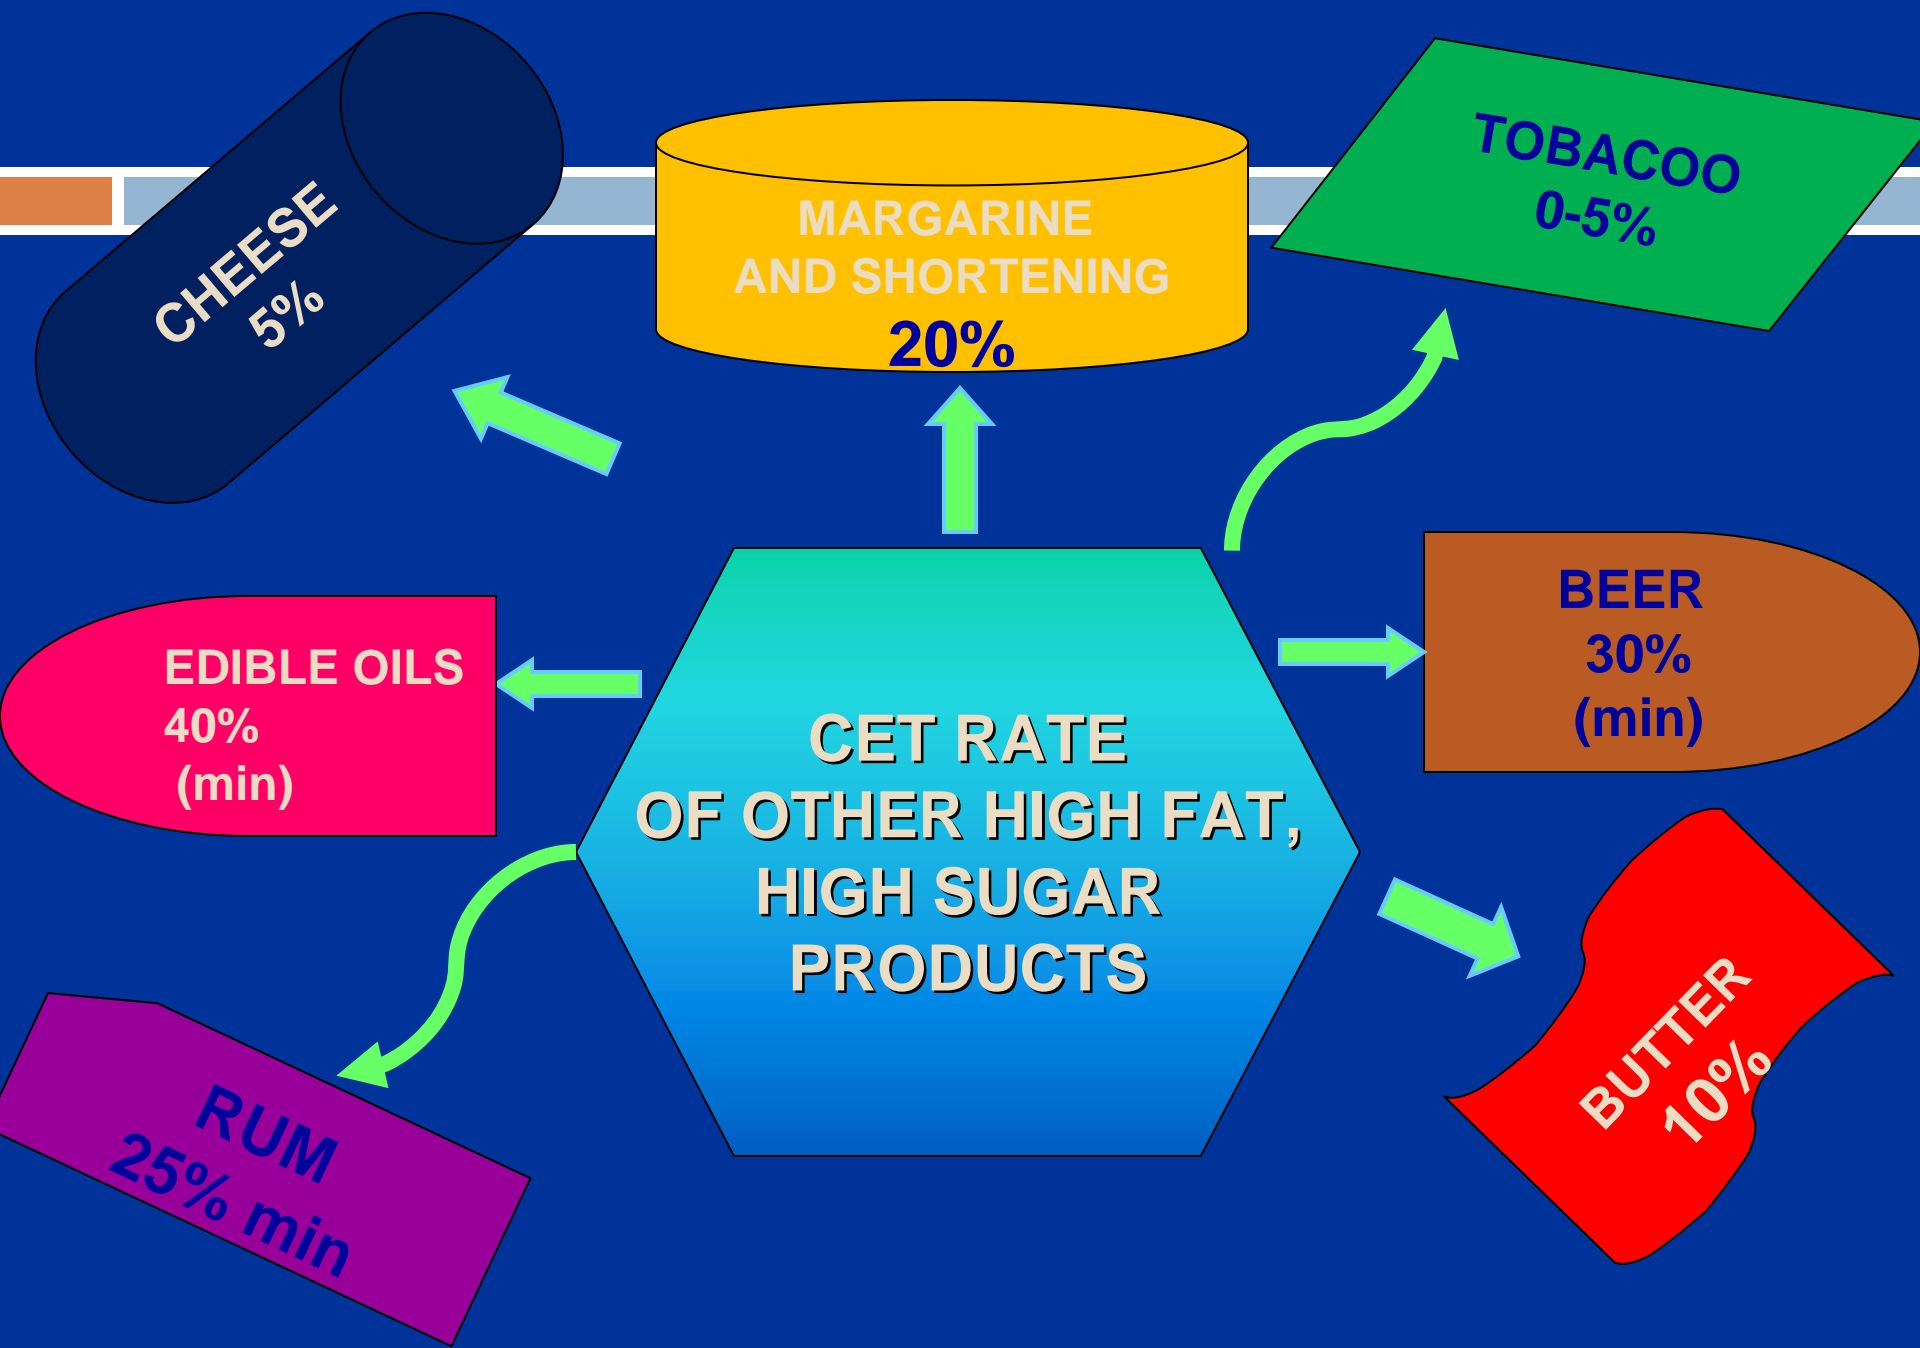 CHEESE
5%
MARGARINE
AND SHORTENING
20%
TOBACOO
0-5%
EDIBLE OILS
40%
(min)
CET RATE
OF OTHER HIGH FAT,
HIGH SUGAR
PRODUCTS
BEER
30%
(min)
RUM
25% min
BUTTER
10%